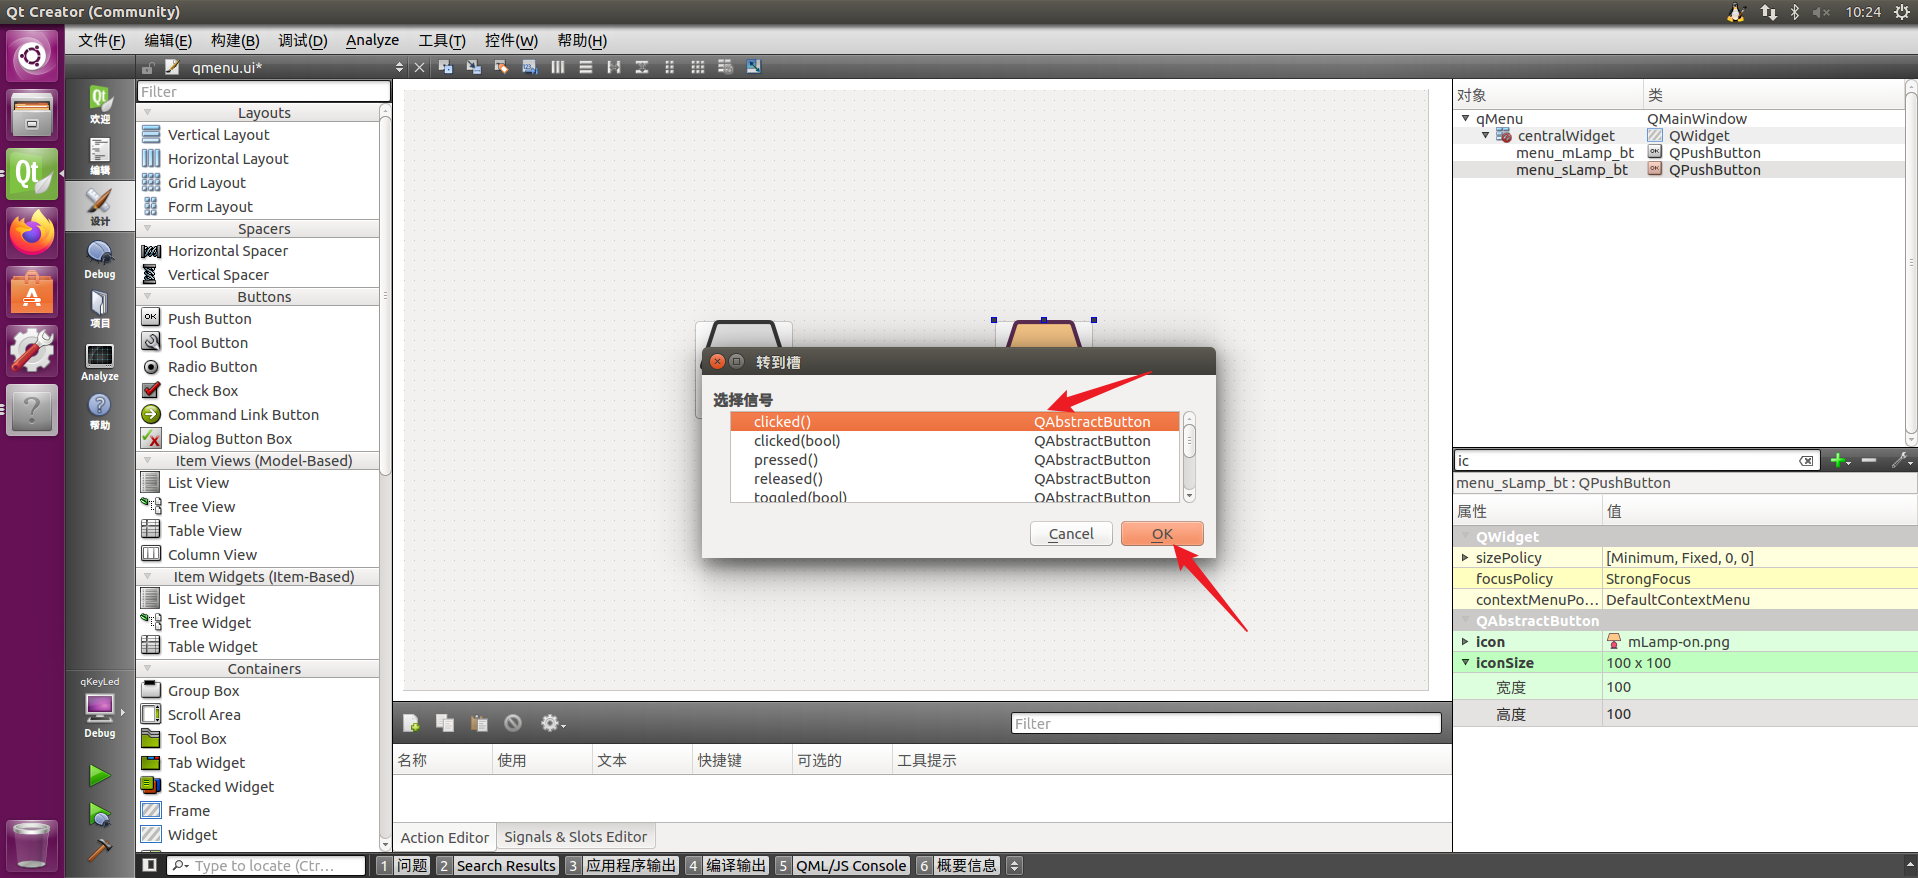 Qt Creator (Community)
10:24
文件(F) 编辑(E) 构建(B) 调试(D) Analyze 工具(T) 控件(W) 帮助(H)
qmenu.ui*
欢迎
编辑
设计
Debug
项目
Analyze
帮助
qKeyLed
Debug
Filter
Layouts
Vertical Layout
Horizontal Layout
Grid Layout
Form Layout
Spacers
Horizontal Spacer
Vertical Spacer
Buttons
Push Button
Tool Button
Radio Button
Check Box
Command Link Button
Dialog Button Box
Item Views (Model-Based)
List View
Tree View
Table View
Column View
Item Widgets (Item-Based)
List Widget
Tree Widget
Table Widget
Containers
Group Box
Scroll Area
Tool Box
Tab Widget
Stacked Widget
Frame
Widget
转到槽
选择信号
clicked() QAbstractButton
clicked(bool) QAbstractButton
pressed() QAbstractButton
released() QAbstractButton
toggled(bool) QAbstractButton
Cancel OK
Filter
名称 使用 文本 快捷键 可选的 工具提示
Action Editor Signals & Slots Editor
对象 类
qMenu QMainWindow
centralWidget QWidget
menu_mLamp_bt QPushButton
menu_sLamp_bt QPushButton
ic
menu_sLamp_bt : QPushButton
属性 值
QWidget
sizePolicy [Minimum, Fixed, 0, 0]
focusPolicy StrongFocus
contextMenuPo... DefaultContextMenu
QAbstractButton
icon mLamp-on.png
iconSize 100 x 100
宽度 100
高度 100
Type to locate (Ctr... 1 问题 2 Search Results 3 应用程序输出 4 编译输出 5 QML/JS Console 6 概要信息